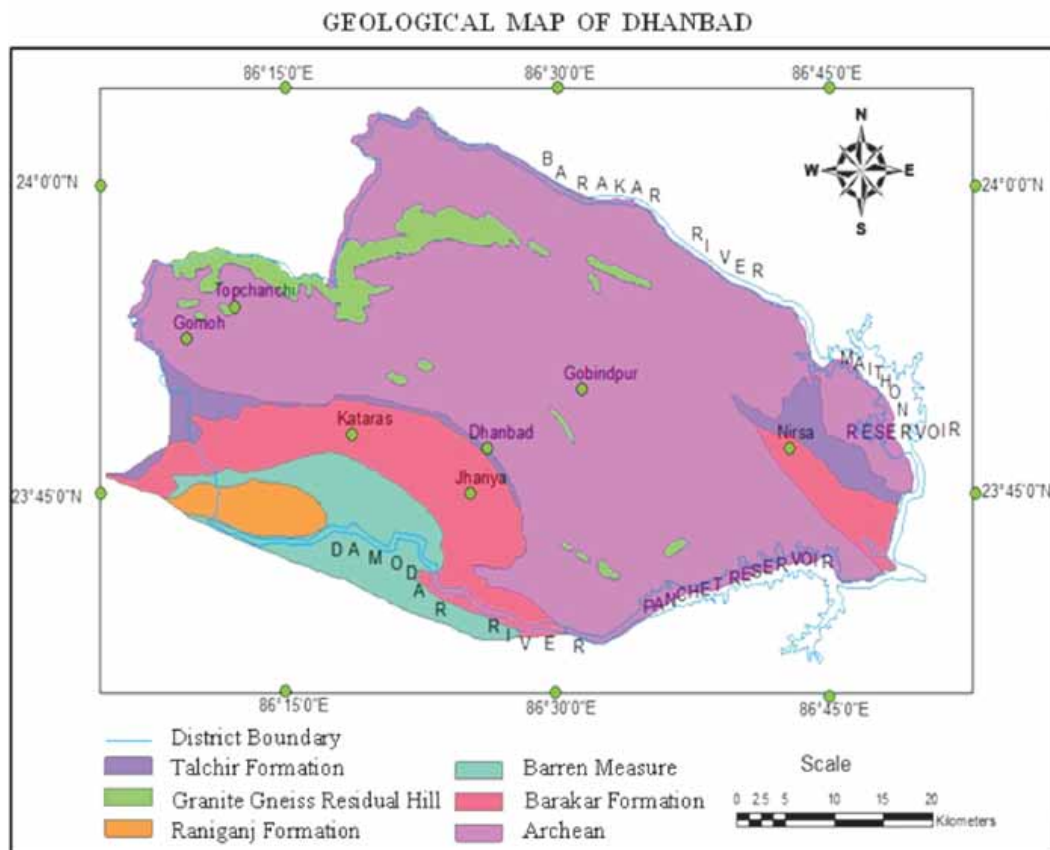 GEOLOGICAL MAP OF DHANBAD
86°15'0"E 86°30'0"E 86°45'0"E
N
W E
S
24°0'0"N 24°0'0"N
BARAKAR RIVER
Topchanchi
Gomoh
MAITHON
RESERVOIR
Gobindpur
Kataras
Dhanbad
Nirsa
Jhanya
23°45'0"N 23°45'0"N
DAMODAR RIVER
PANCHET RESERVOIR
86°15'0"E 86°30'0"E 86°45'0"E
District Boundary
Talchir Formation
Granite Gneiss Residual Hill
Raniganj Formation
Barren Measure
Barakar Formation
Archean
Scale
0 2.5 5 10 15 20
Kilometers